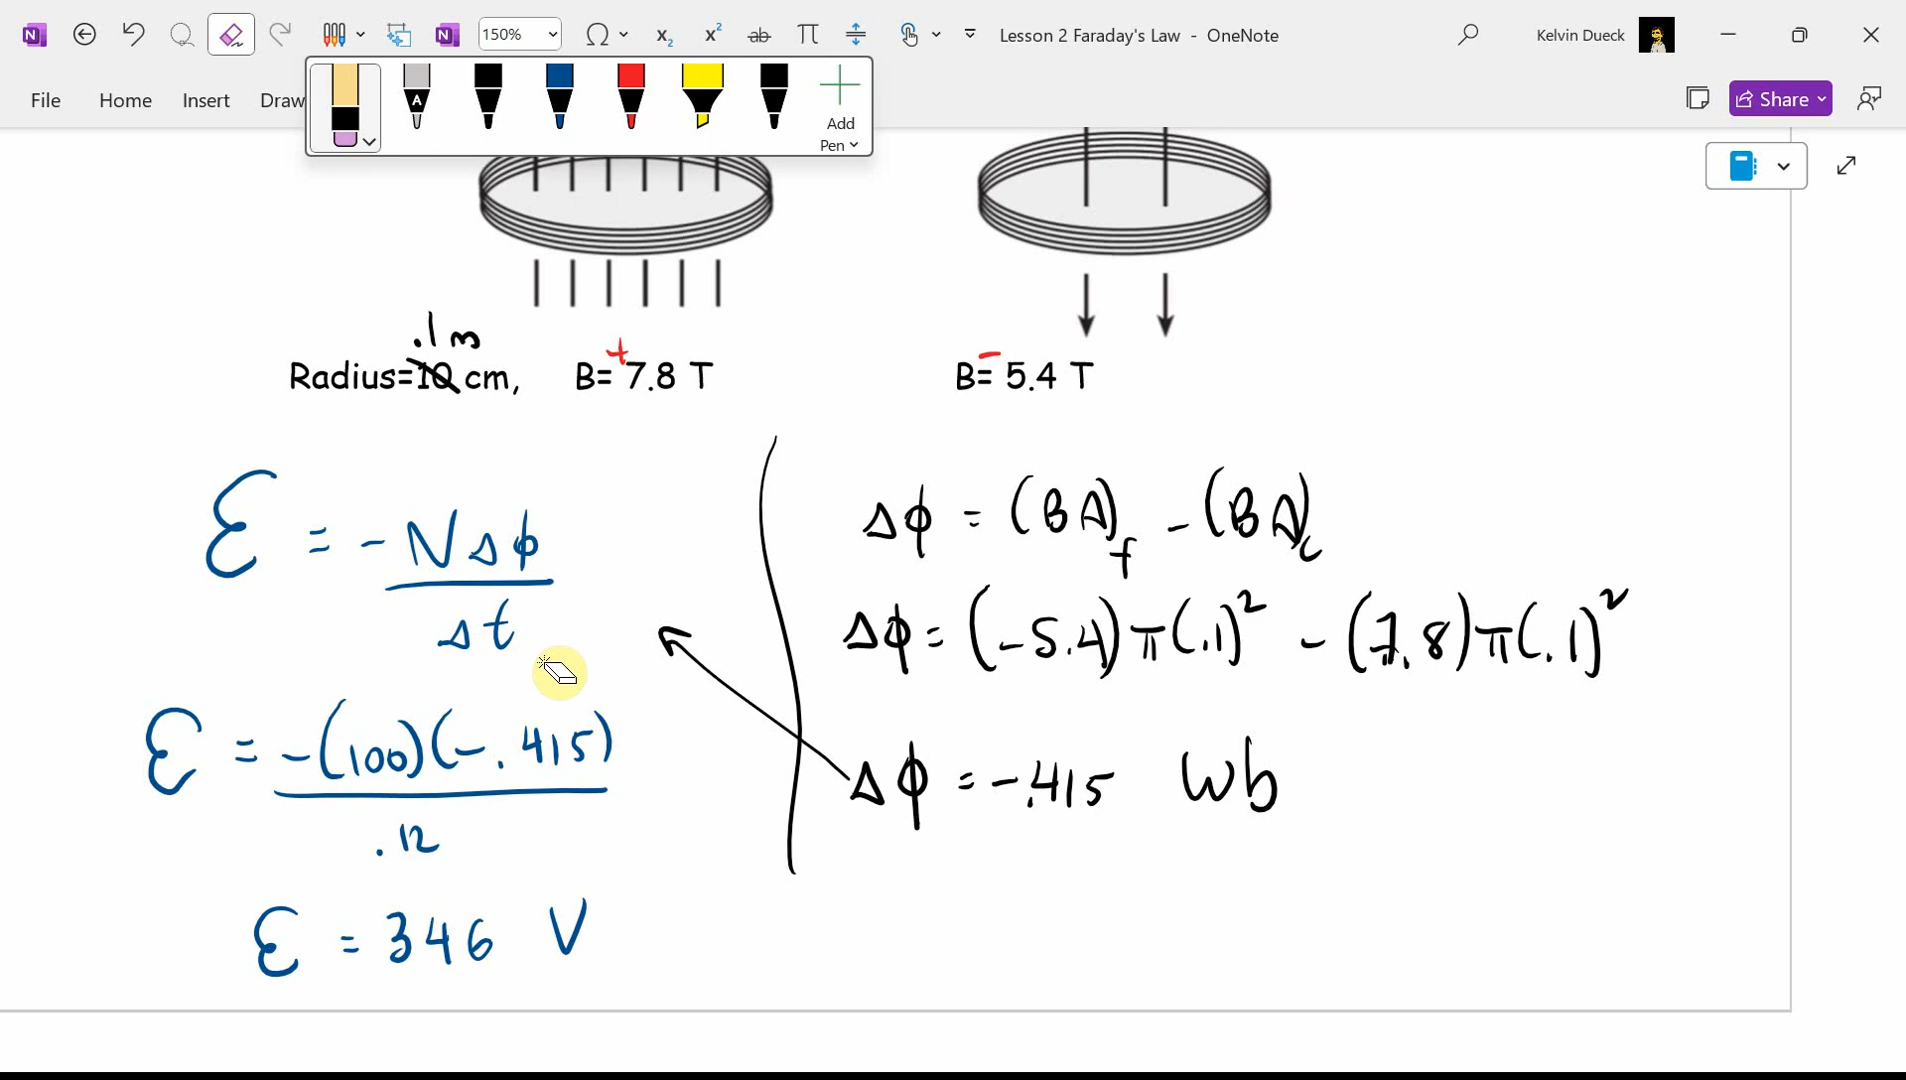 150%
Lesson 2 Faraday's Law - OneNote
Kelvin Dueck
File Home Insert Draw
A
Add Pen
Share
.1 m
Radius=10 cm, B= +7.8 T
B= -5.4 T
Ɛ = -NΔϕ
Δt
Ɛ = -(100)(-.415)
.12
Ɛ = 346 V
Δϕ = (BA)f - (BA)i
Δϕ = (-5.4)π(.1)² - (7.8)π(.1)²
Δϕ = -.415 Wb